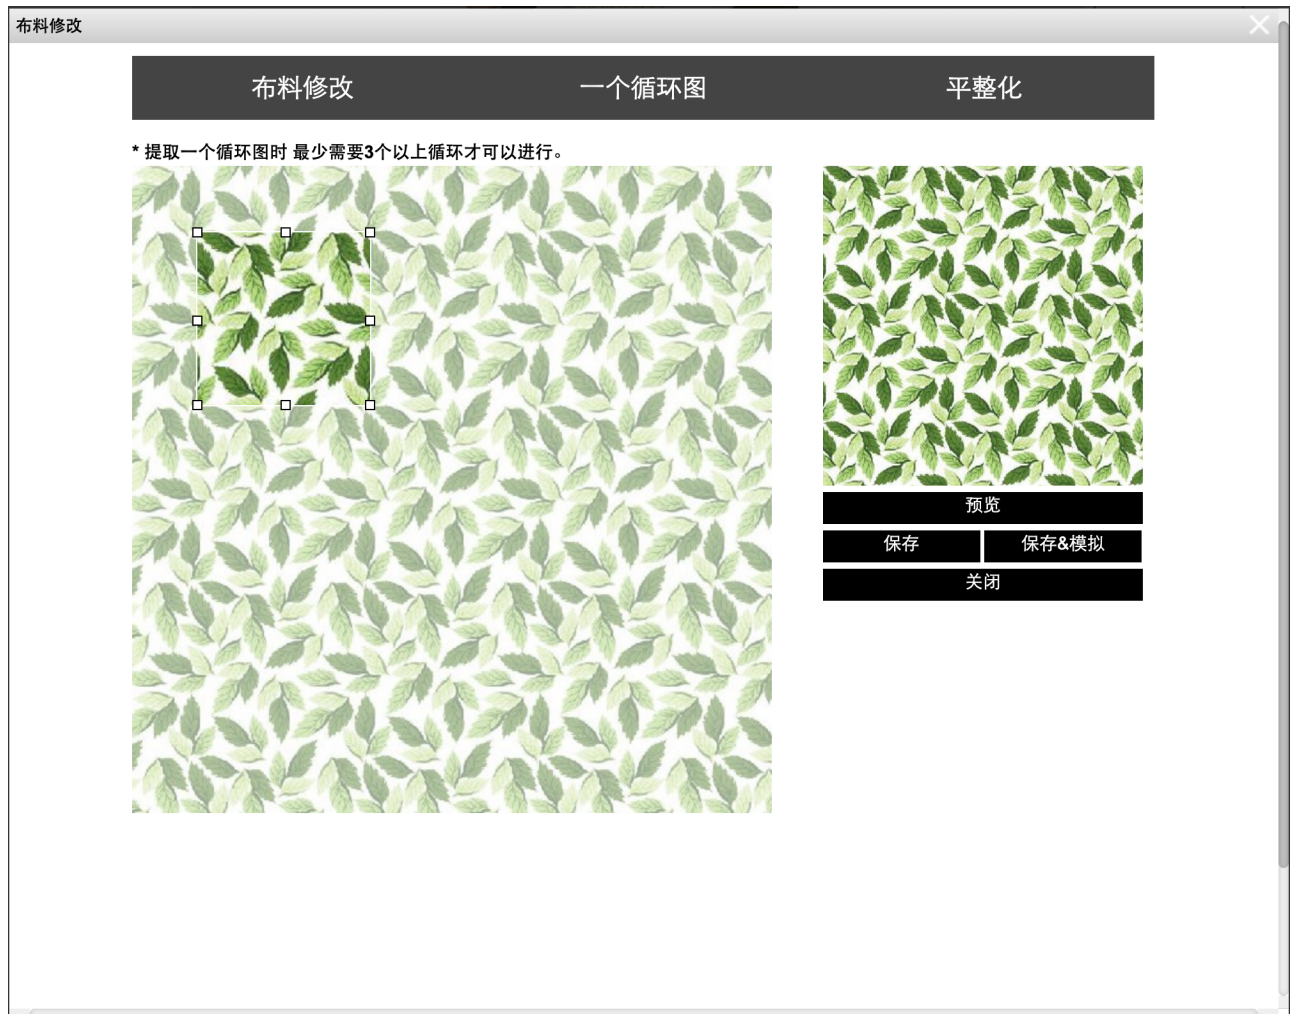 布料修改
布料修改 一个循环图 平整化
* 提取一个循环图时 最少需要3个以上循环才可以进行。
预览
保存 保存&模拟
关闭